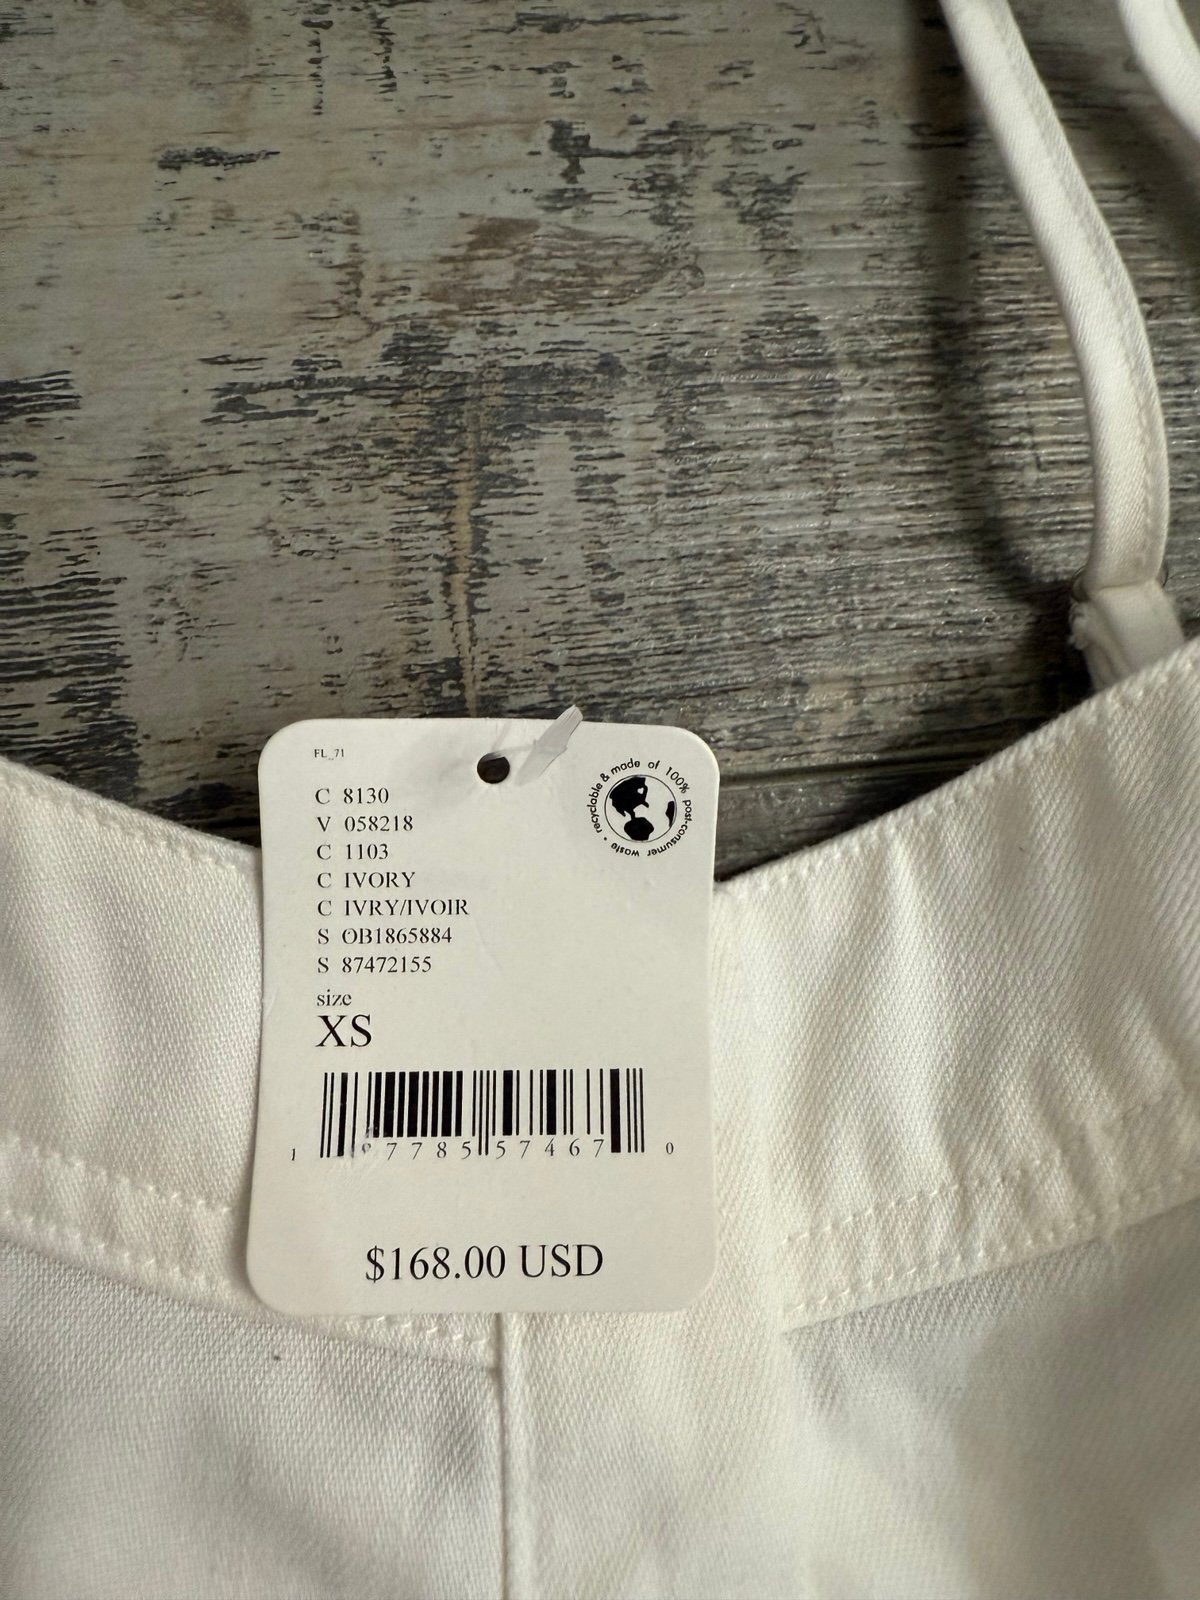 FL_71
recyclable & made of 100% post-consumer waste •
C 8130
V 058218
C 1103
C IVORY
C IVRY/IVOIR
S OB1865884
S 87472155
size
XS
1 97785 57467 0
$168.00 USD